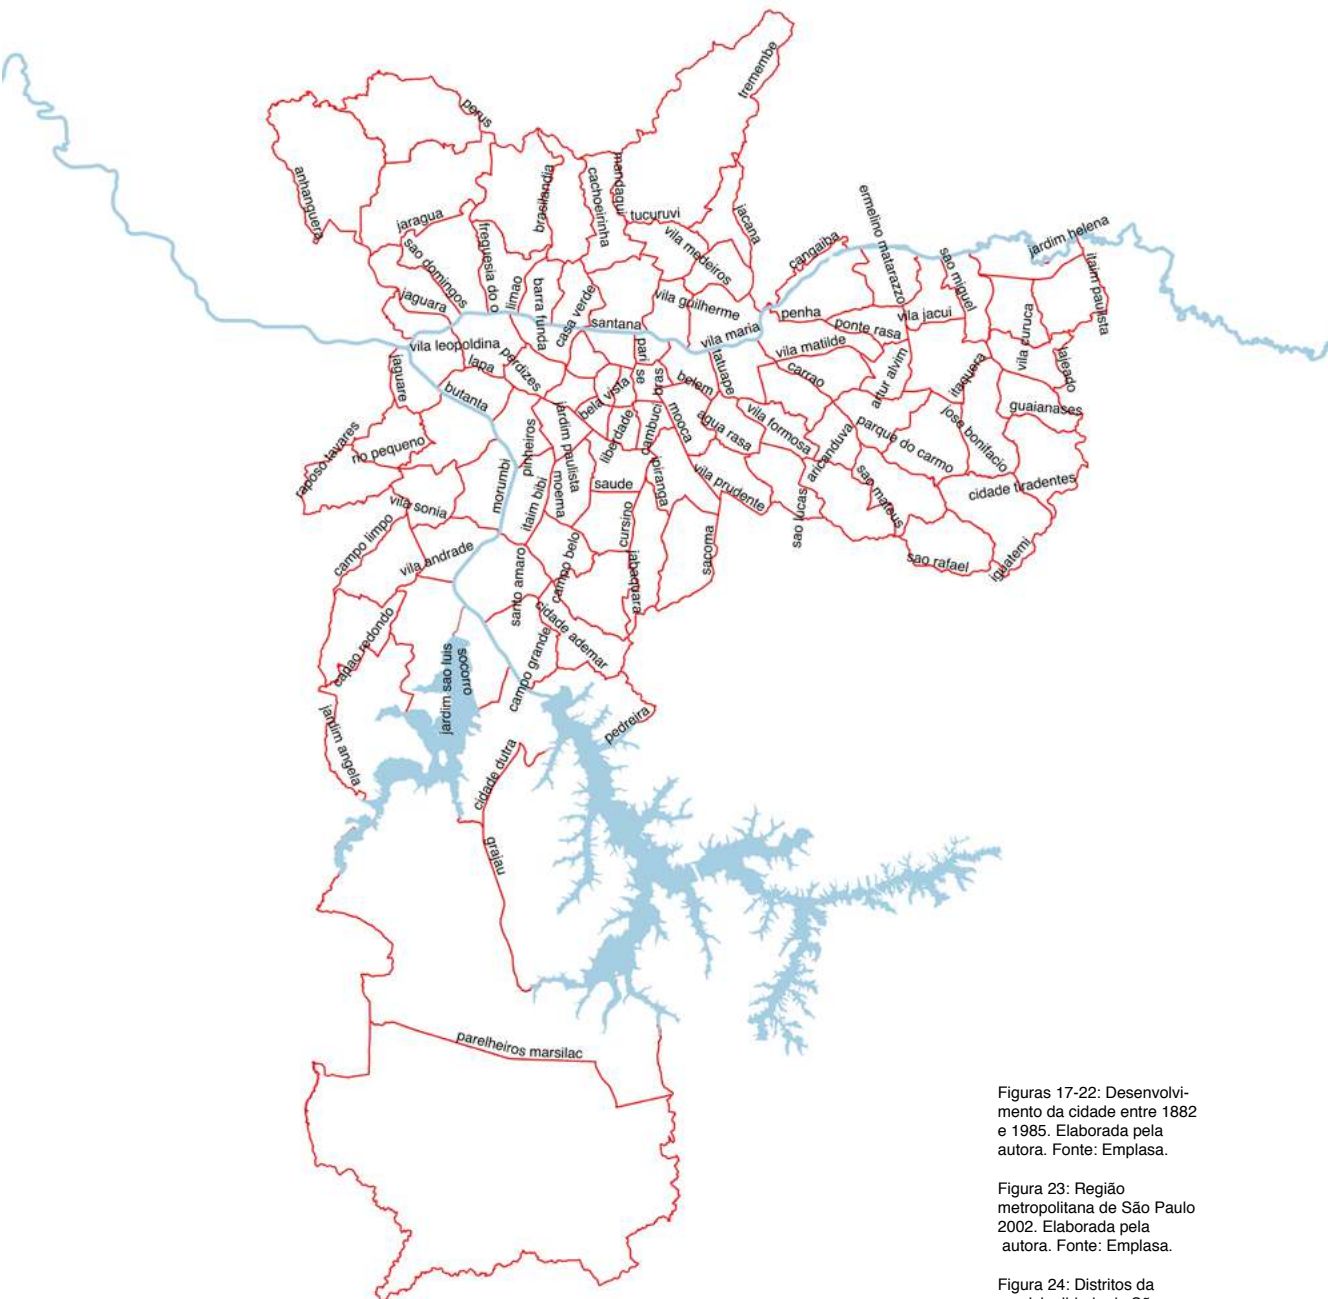 tremembe
perus
anhanguera
brasilandia
cachoeirinha
mandaqui
jaragua
tucuruvi
jacana
ermelino matarazzo
jardim helena
freguesia do o
vila medeiros
cangaiba
sao domingos
sao miguel
itaim paulista
limao
barra funda
casa verde
jaguara
vila guilherme
penha
vila jacui
santana
ponte rasa
vila curuca
vila maria
vila leopoldina
pari se
vila matilde
lapa
perdizes
jaguare
bras
belem
tatuape
carrao
artur alvim
itaquera
lajeado
butanta
bela vista
guaianases
jardim paulista
liberdade
cambuci
mooca
agua rasa
vila formosa
aricanduva
parque do carmo
jose bonifacio
raposo tavares
rio pequeno
pinheiros
morumbi
itaim bibi
moema
saude
ipiranga
vila prudente
sao lucas
sao mateus
cidade tiradentes
vila sonia
campo limpo
vila andrade
cursino
sacoma
sao rafael
iguatemi
santo amaro
campo belo
jabaquara
capao redondo
cidade ademar
jardim sao luis
socorro
campo grande
pedreira
jardim angela
cidade dutra
grajau
parelheiros marsilac
Figuras 17-22: Desenvolvi-
mento da cidade entre 1882
e 1985. Elaborada pela
autora. Fonte: Emplasa.
Figura 23: Região
metropolitana de São Paulo
2002. Elaborada pela
autora. Fonte: Emplasa.
Figura 24: Distritos da